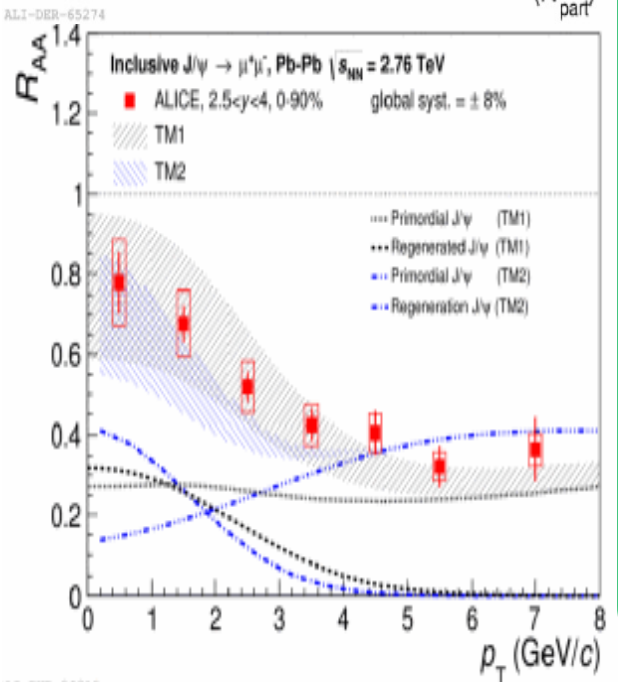 ALI-DER-65274
part
R_AA
Inclusive J/ψ → μ⁺μ⁻, Pb-Pb √s_NN = 2.76 TeV
ALICE, 2.5<y<4, 0-90% global syst. = ± 8%
TM1
TM2
Primordial J/ψ (TM1)
Regenerated J/ψ (TM1)
Primordial J/ψ (TM2)
Regeneration J/ψ (TM2)
1.4
1.2
1
0.8
0.6
0.4
0.2
0
0 1 2 3 4 5 6 7 8
p_T (GeV/c)